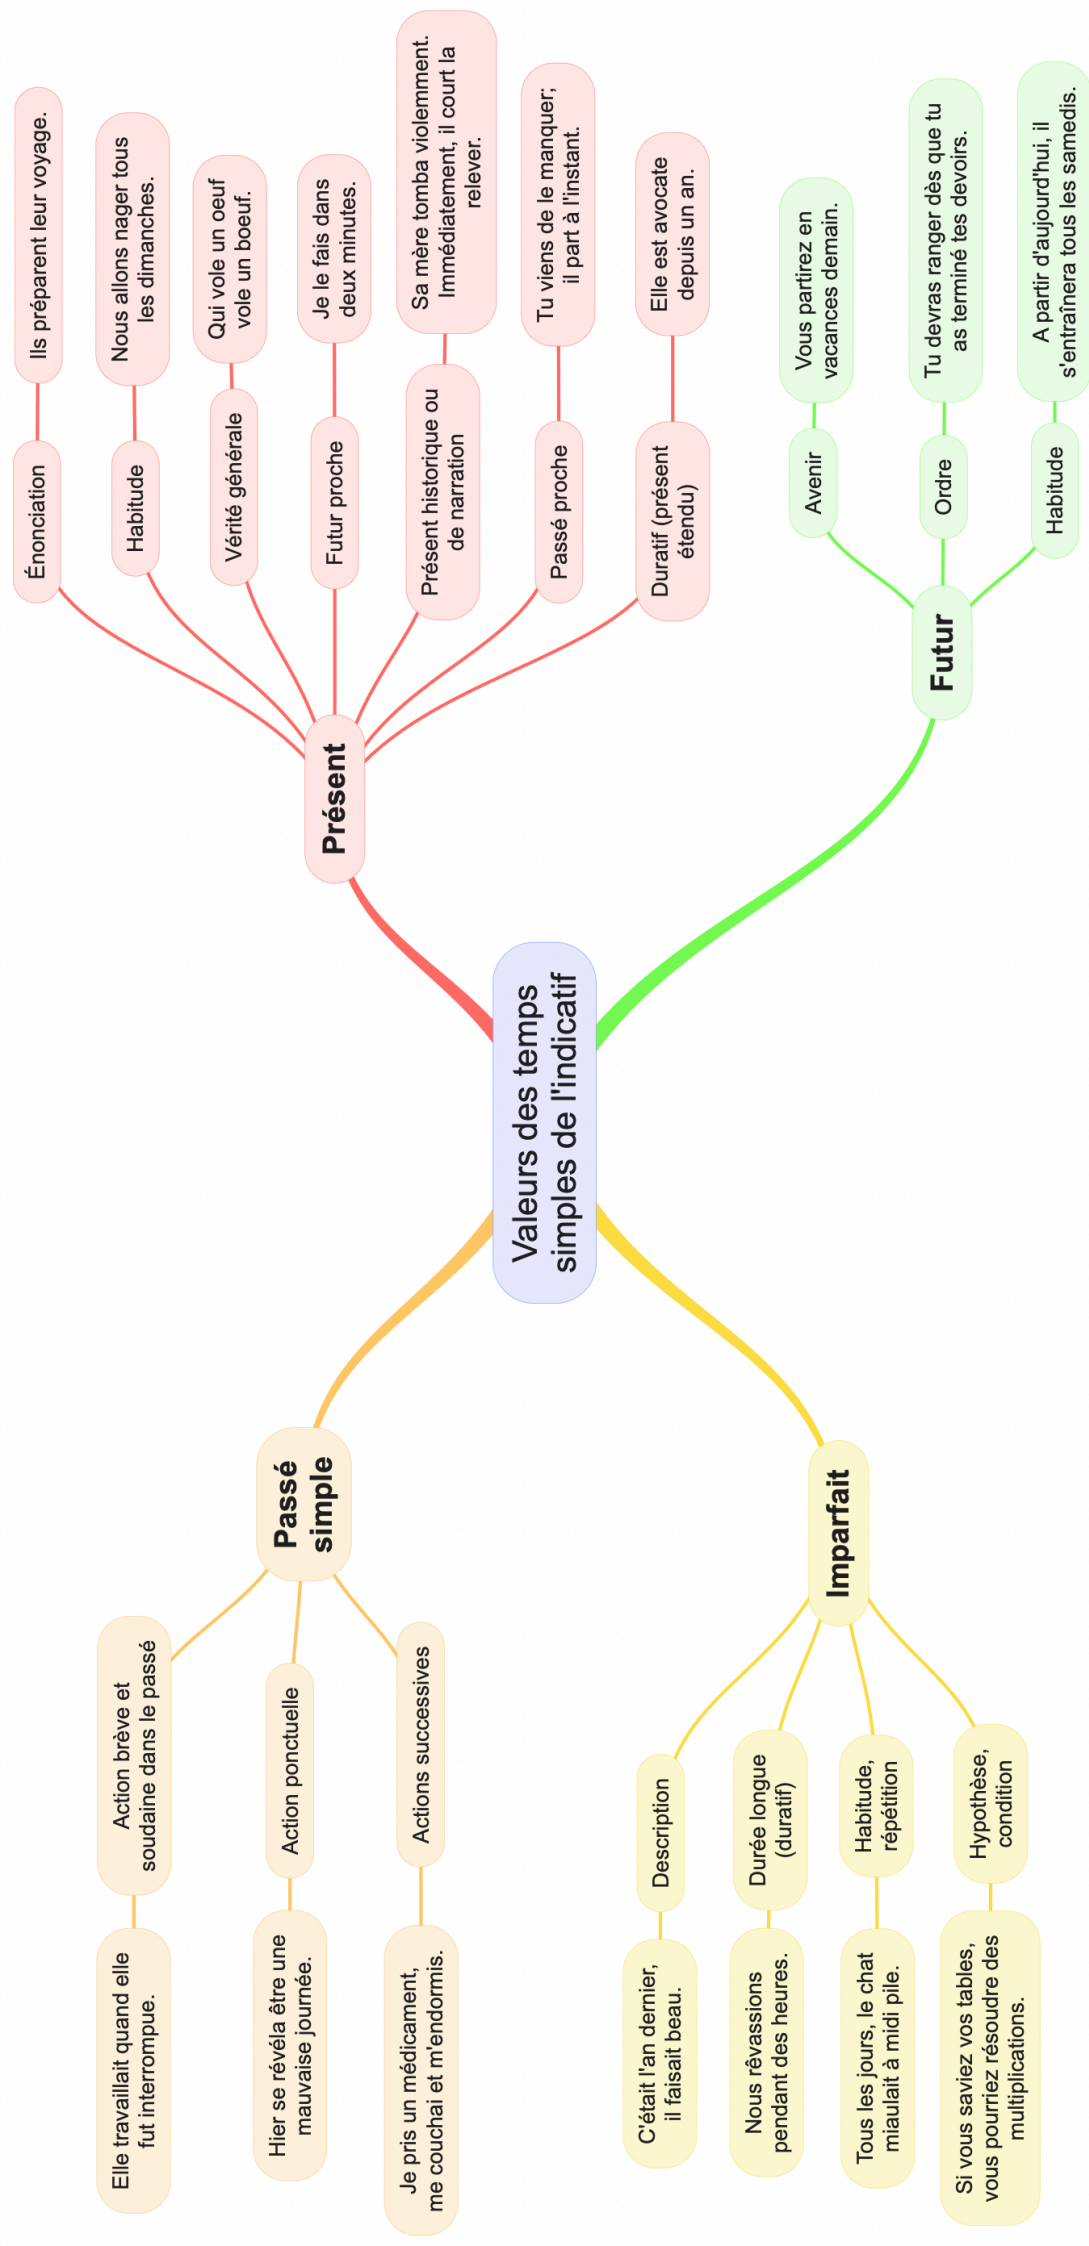 Valeurs des temps
simples de l'indicatif
Présent
Énonciation
Ils préparent leur voyage.
Habitude
Nous allons nager tous
les dimanches.
Vérité générale
Qui vole un oeuf
vole un boeuf.
Futur proche
Je le fais dans
deux minutes.
Présent historique ou
de narration
Sa mère tomba violemment.
Immédiatement, il court la
relever.
Passé proche
Tu viens de le manquer;
il part à l'instant.
Duratif (présent
étendu)
Elle est avocate
depuis un an.
Futur
Avenir
Vous partirez en
vacances demain.
Ordre
Tu devras ranger dès que tu
as terminé tes devoirs.
Habitude
A partir d'aujourd'hui, il
s'entraînera tous les samedis.
Passé
simple
Action brève et
soudaine dans le passé
Elle travaillait quand elle
fut interrompue.
Action ponctuelle
Hier se révéla être une
mauvaise journée.
Actions successives
Je pris un médicament,
me couchai et m'endormis.
Imparfait
Description
C'était l'an dernier,
il faisait beau.
Durée longue
(duratif)
Nous rêvassions
pendant des heures.
Habitude,
répétition
Tous les jours, le chat
miaulait à midi pile.
Hypothèse,
condition
Si vous saviez vos tables,
vous pourriez résoudre des
multiplications.